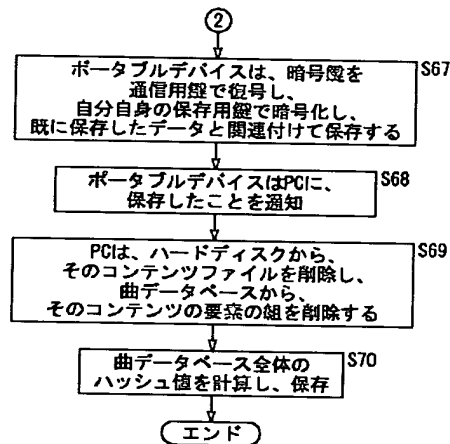 ②
ポータブルデバイスは、暗号鍵を
通信用鍵で復号し、
自分自身の保存用鍵で暗号化し、
既に保存したデータと関連付けて保存する
S67
ポータブルデバイスはPCに、
保存したことを通知
S68
PCは、ハードディスクから、
そのコンテンツファイルを削除し、
曲データベースから、
そのコンテンツの要素の組を削除する
S69
曲データベース全体の
ハッシュ値を計算し、保存
S70
エンド